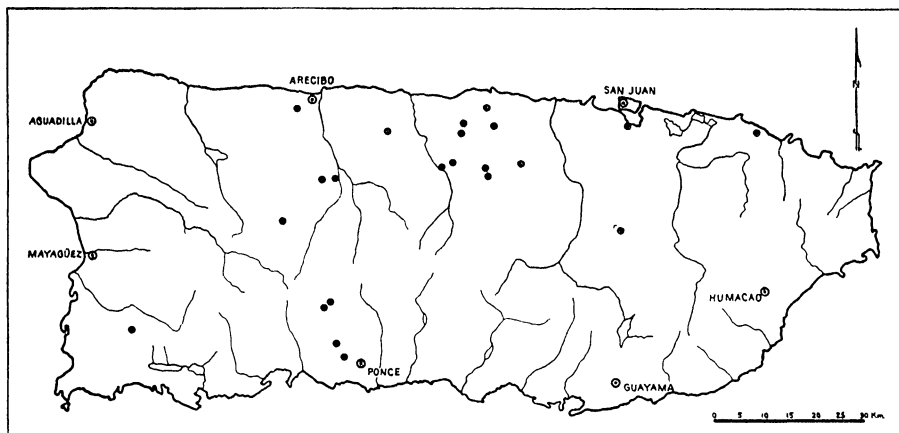 ARECIBO
SAN JUAN
AGUADILLA
N
MAYAGÜEZ
HUMACAO
PONCE
GUAYAMA
0 5 10 15 20 25 30 Km